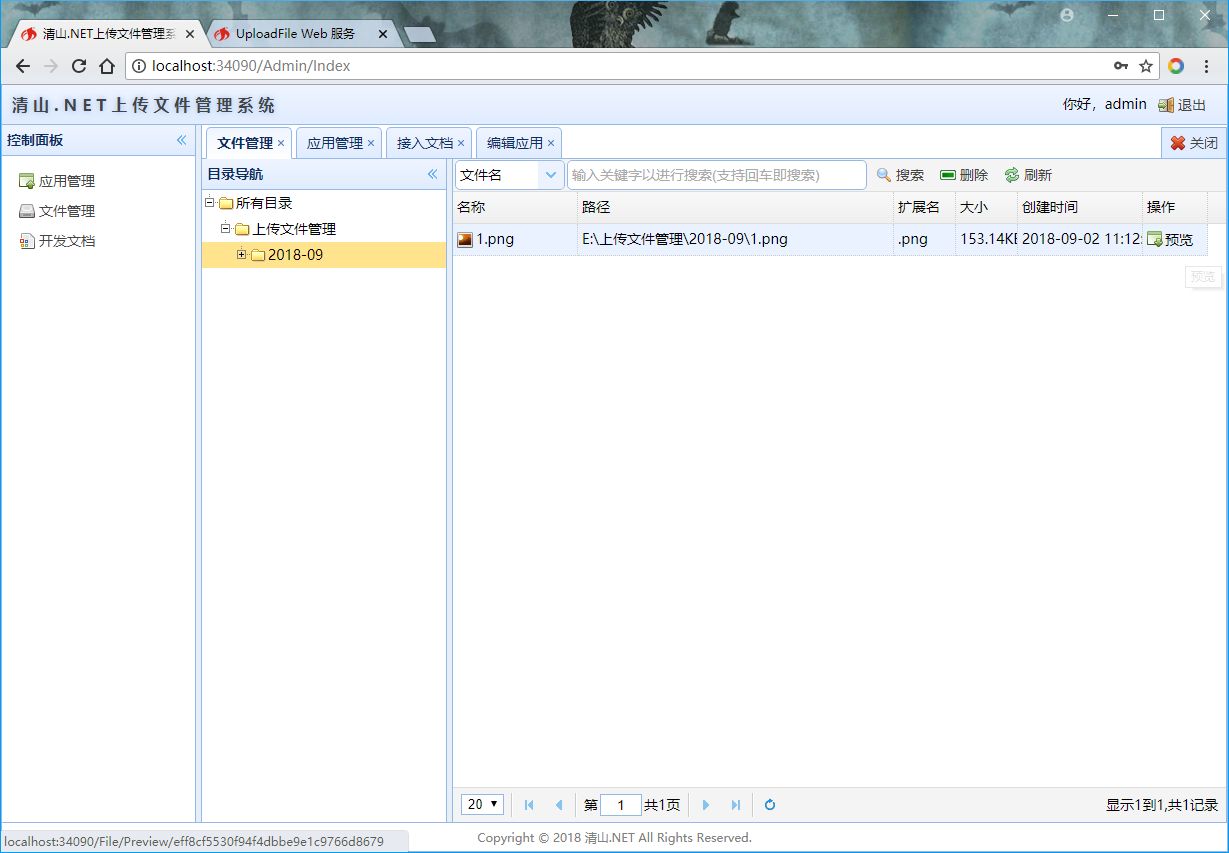 清山.NET上传文件管理系
UploadFile Web 服务
localhost:34090/Admin/Index
清山.NET上传文件管理系统
你好，admin 退出
控制面板
应用管理
文件管理
开发文档
文件管理 应用管理 接入文档 编辑应用 关闭
目录导航
所有目录
上传文件管理
2018-09
文件名 输入关键字以进行搜索(支持回车即搜索) 搜索 删除 刷新
名称 路径 扩展名 大小 创建时间 操作
1.png E:\上传文件管理\2018-09\1.png .png 153.14KB 2018-09-02 11:12: 预览
预览
20 第 1 共1页 显示1到1,共1记录
Copyright © 2018 清山.NET All Rights Reserved.
localhost:34090/File/Preview/eff8cf5530f94f4dbbe9e1c9766d8679